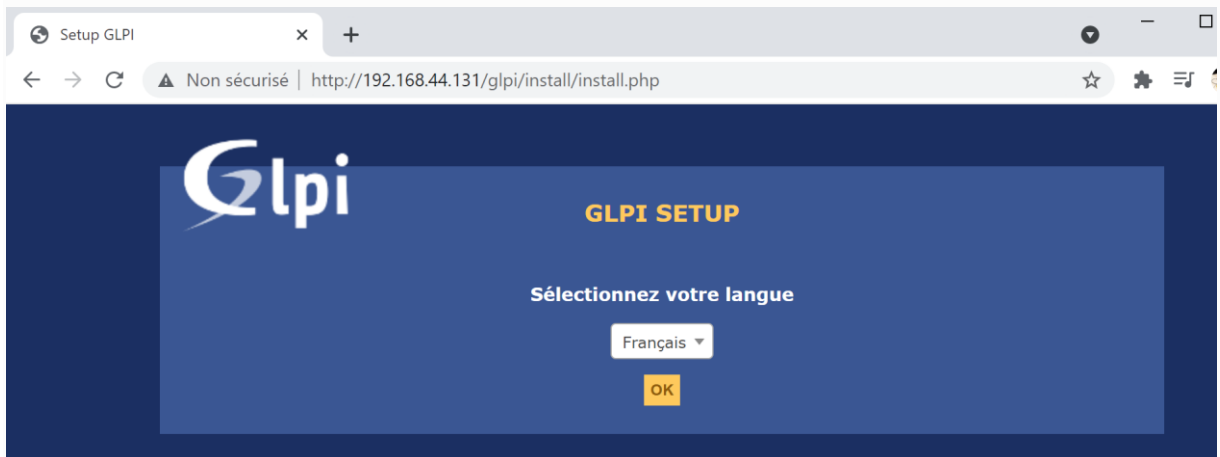 Setup GLPI
Non sécurisé | http://192.168.44.131/glpi/install/install.php
Glpi
GLPI SETUP
Sélectionnez votre langue
Français
OK